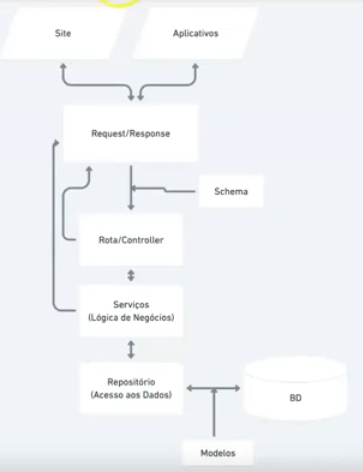 Site
Aplicativos
Request/Response
Schema
Rota/Controller
Serviços
(Lógica de Negócios)
Repositório
(Acesso aos Dados)
BD
Modelos